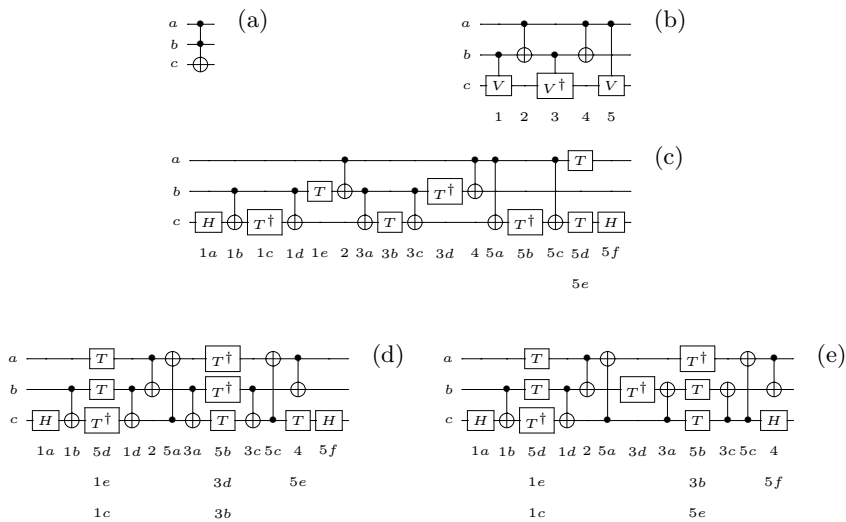 (a)
a
b
c
(b)
a
b
c V V† V
1 2 3 4 5
(c)
a T
b T T†
c H T† T T† T H
1a 1b 1c 1d 1e 2 3a 3b 3c 3d 4 5a 5b 5c 5d 5f
5e
(d)
a T T†
b T T†
c H T† T T H
1a 1b 5d 1d 2 5a 3a 5b 3c 5c 4 5f
1e 3d 5e
1c 3b
(e)
a T T†
b T T† T
c H T† T H
1a 1b 5d 1d 2 5a 3d 3a 5b 3c 5c 4
1e 3b 5f
1c 5e